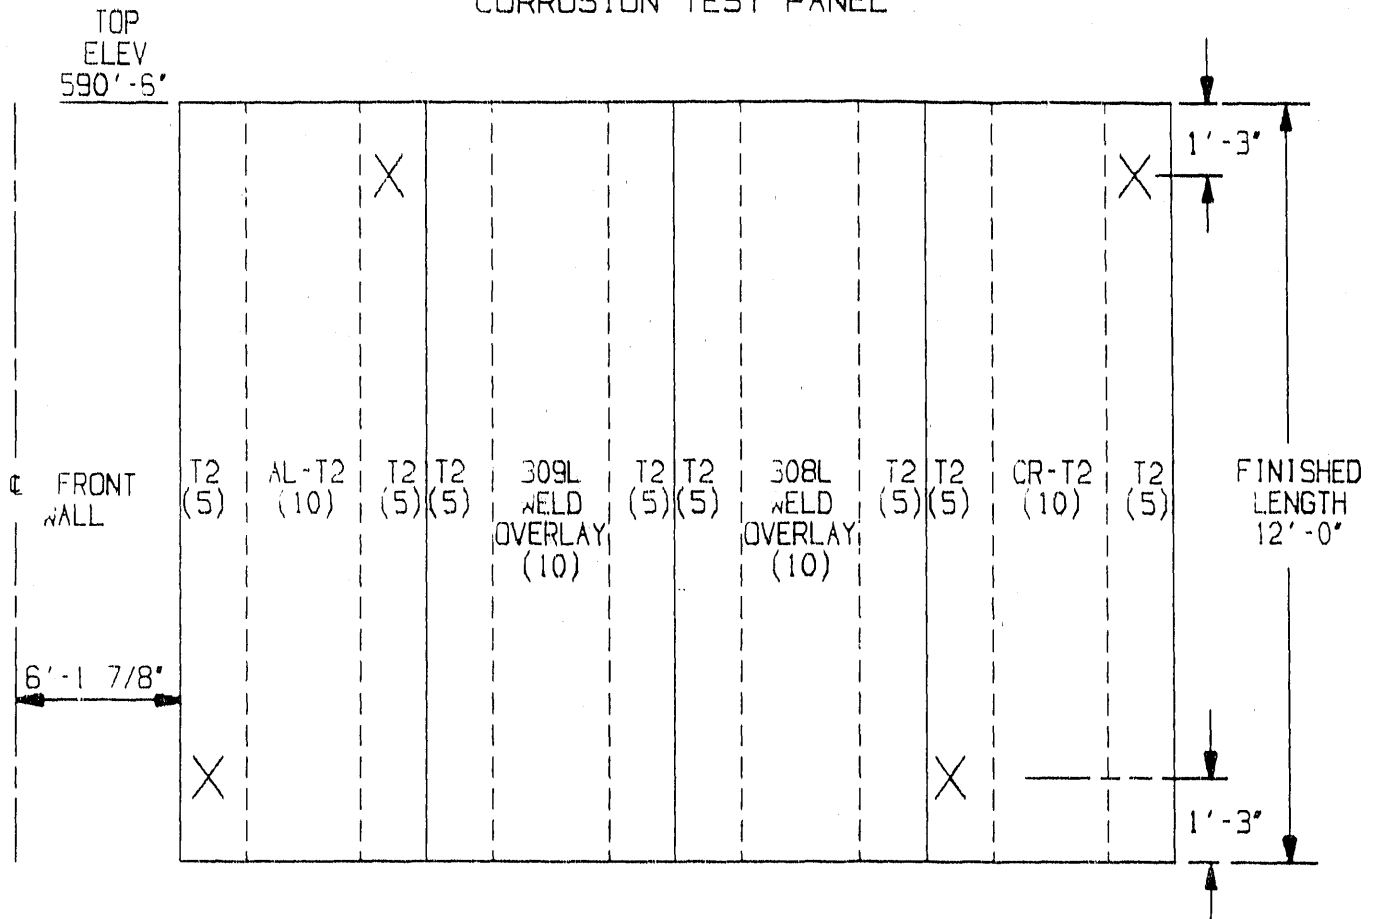 CORROSION TEST PANEL
TOP
ELEV
590'-6"
1'-3"
℄ FRONT
WALL
T2
(5)
AL-T2
(10)
T2
(5)
T2
(5)
309L
WELD
OVERLAY
(10)
T2
(5)
T2
(5)
308L
WELD
OVERLAY
(10)
T2
(5)
T2
(5)
CR-T2
(10)
T2
(5)
FINISHED
LENGTH
12'-0"
6'-1 7/8"
1'-3"